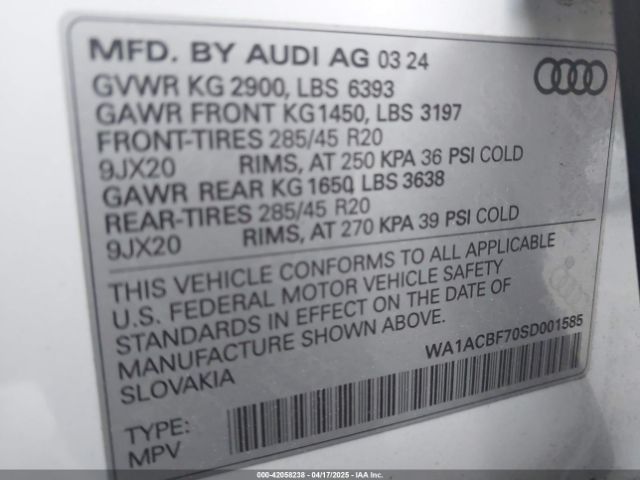 MFD. BY AUDI AG 03 24
GVWR KG 2900, LBS 6393
GAWR FRONT KG1450, LBS 3197
FRONT-TIRES 285/45 R20
9JX20 RIMS, AT 250 KPA 36 PSI COLD
GAWR REAR KG 1650, LBS 3638
REAR-TIRES 285/45 R20
9JX20 RIMS, AT 270 KPA 39 PSI COLD
THIS VEHICLE CONFORMS TO ALL APPLICABLE
U.S. FEDERAL MOTOR VEHICLE SAFETY
STANDARDS IN EFFECT ON THE DATE OF
MANUFACTURE SHOWN ABOVE.
SLOVAKIA
WA1ACBF70SD001585
TYPE:
MPV
000-42058238 - 04/17/2025 - IAA Corp.